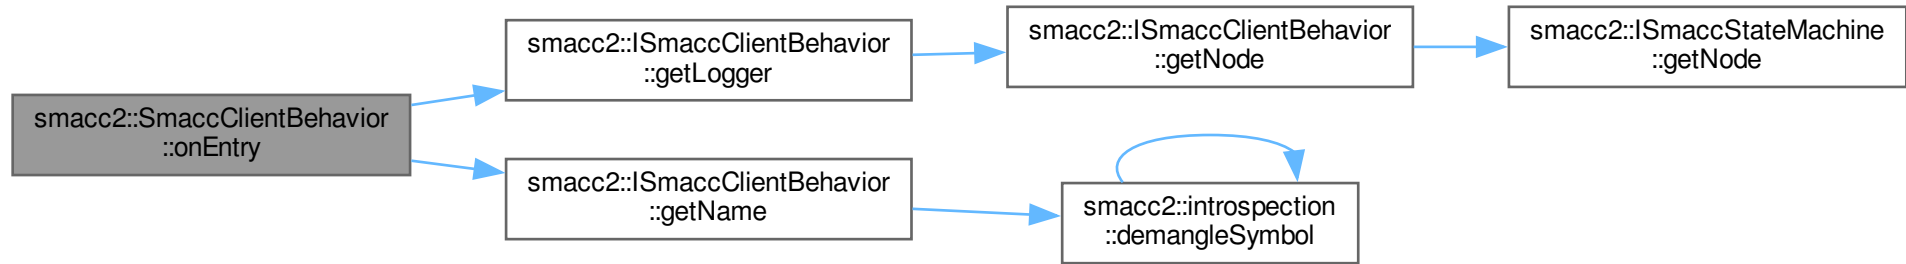 smacc2::SmaccClientBehavior
::onEntry
smacc2::ISmaccClientBehavior
::getLogger
smacc2::ISmaccClientBehavior
::getNode
smacc2::ISmaccStateMachine
::getNode
smacc2::ISmaccClientBehavior
::getName
smacc2::introspection
::demangleSymbol